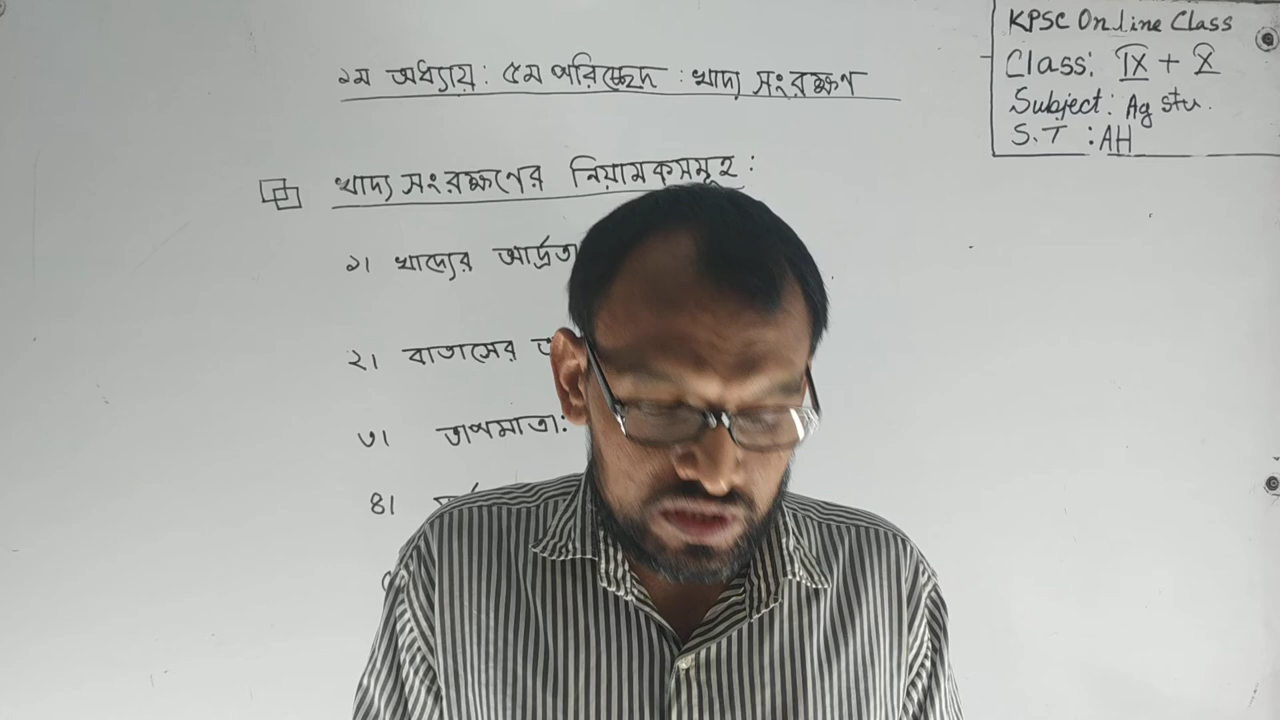 KPSC Online Class
Class: IX + X
Subject: Ag stu.
S.T : AH
১ম অধ্যায় : ৫ম পরিচ্ছেদ : খাদ্য সংরক্ষণ
খাদ্য সংরক্ষণের নিয়ামকসমূহ :
১। খাদ্যের আর্দ্রতা
২। বাতাসের
৩। তাপমাত্রা:
৪।